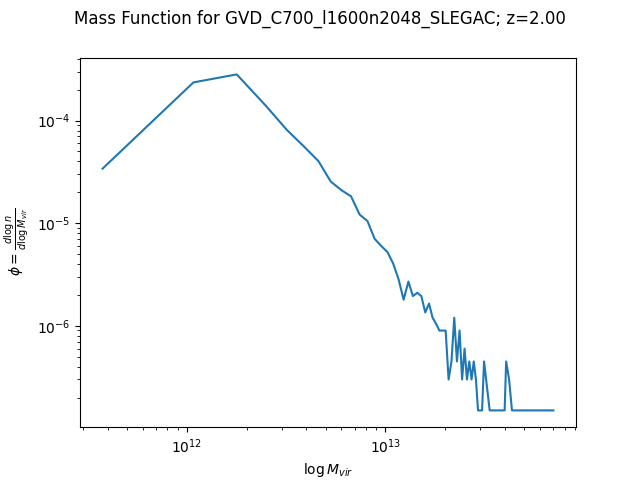 Mass Function for GVD_C700_l1600n2048_SLEGAC; z=2.00
10⁻⁴
10⁻⁵
10⁻⁶
ϕ = d log n / d log M_vir
10¹² 10¹³
log M_vir